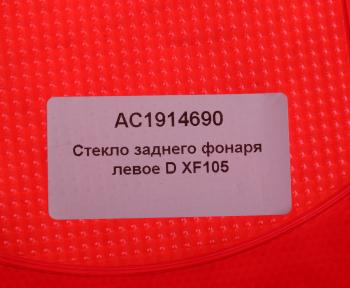 AC1914690
Стекло заднего фонаря
левое D XF105